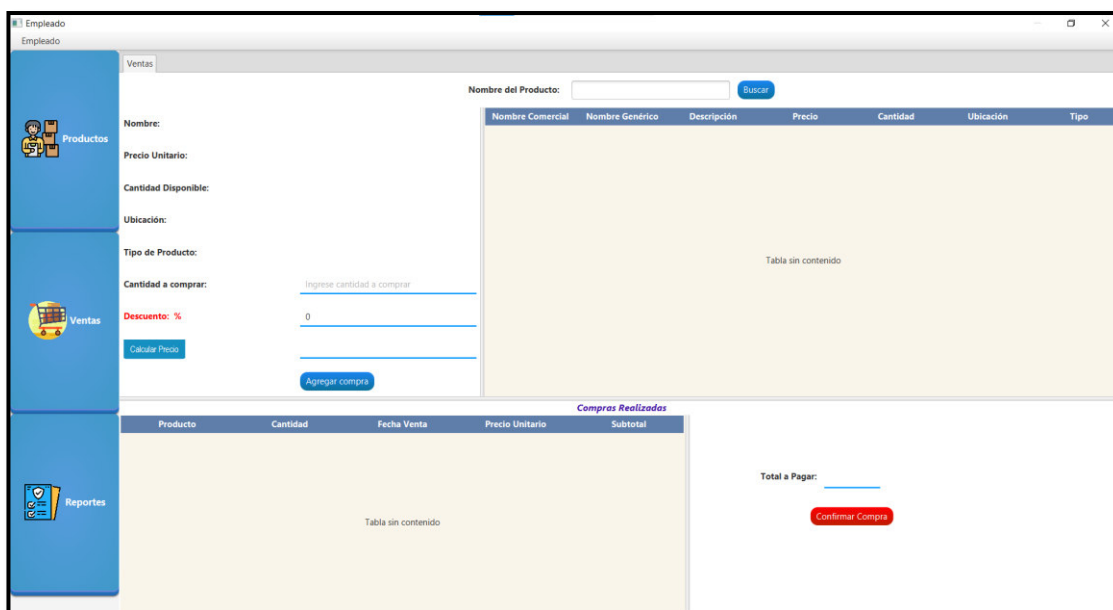 Empleado
Empleado
Productos
Ventas
Reportes
Ventas
Nombre del Producto: Buscar
Nombre:
Precio Unitario:
Cantidad Disponible:
Ubicación:
Tipo de Producto:
Cantidad a comprar: Ingrese cantidad a comprar
Descuento: % 0
Calcular Precio
Agregar compra
Nombre Comercial Nombre Genérico Descripción Precio Cantidad Ubicación Tipo
Tabla sin contenido
Compras Realizadas
Producto Cantidad Fecha Venta Precio Unitario Subtotal
Tabla sin contenido
Total a Pagar:
Confirmar Compra